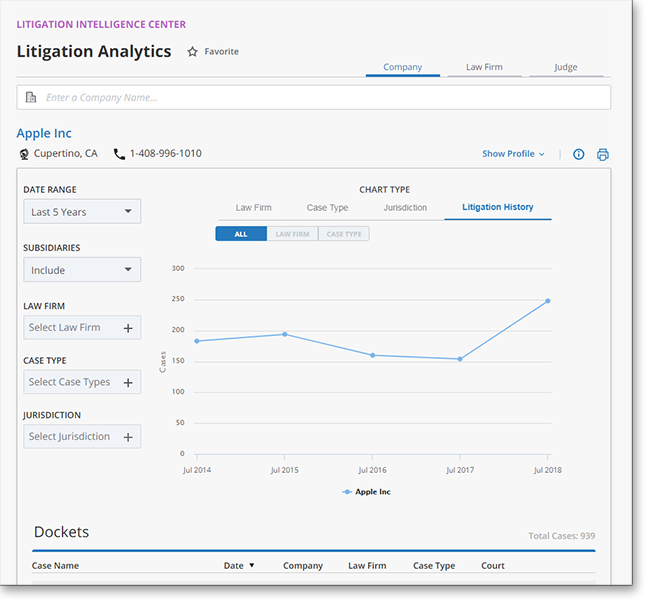 LITIGATION INTELLIGENCE CENTER
Litigation Analytics Favorite
Company Law Firm Judge
Enter a Company Name...
Apple Inc
Cupertino, CA 1-408-996-1010 Show Profile
DATE RANGE
Last 5 Years
SUBSIDIARIES
Include
LAW FIRM
Select Law Firm +
CASE TYPE
Select Case Types +
JURISDICTION
Select Jurisdiction +
CHART TYPE
Law Firm Case Type Jurisdiction Litigation History
ALL LAW FIRM CASE TYPE
Cases
300
250
200
150
100
50
0
Jul 2014 Jul 2015 Jul 2016 Jul 2017 Jul 2018
Apple Inc
Dockets Total Cases: 939
Case Name Date Company Law Firm Case Type Court